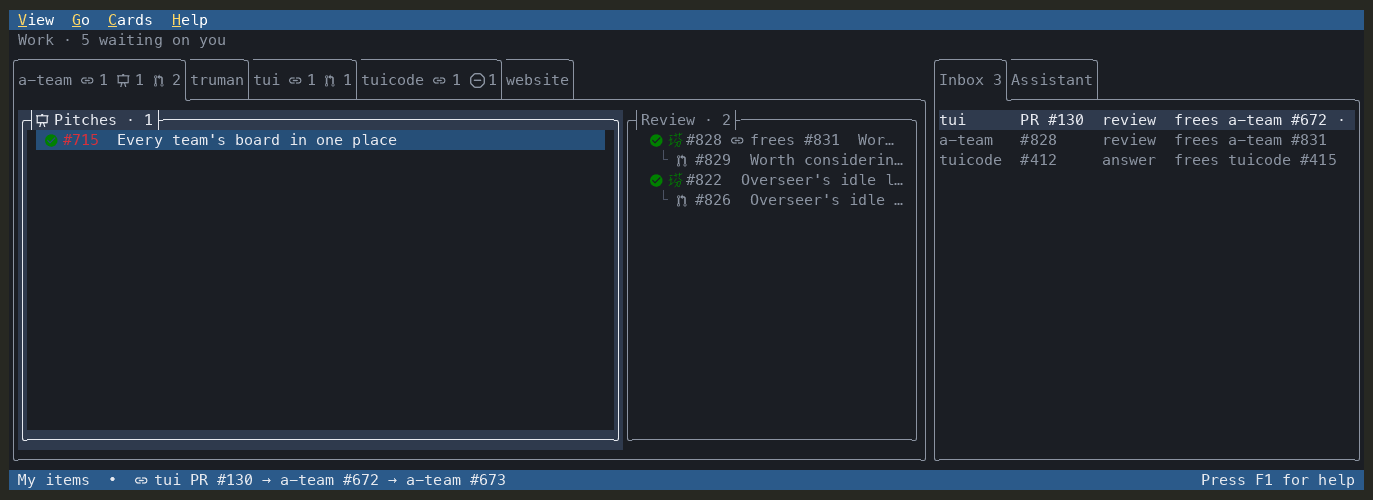 View Go Cards Help
Work · 5 waiting on you
a-team 1 1 2 truman tui 1 1 tuicode 1 1 website
Inbox 3 Assistant
Pitches · 1
#715 Every team's board in one place
Review · 2
#828 frees #831 Wor…
#829 Worth considerin…
#822 Overseer's idle l…
#826 Overseer's idle …
tui PR #130 review frees a-team #672 ·
a-team #828 review frees a-team #831
tuicode #412 answer frees tuicode #415
My items • tui PR #130 → a-team #672 → a-team #673
Press F1 for help